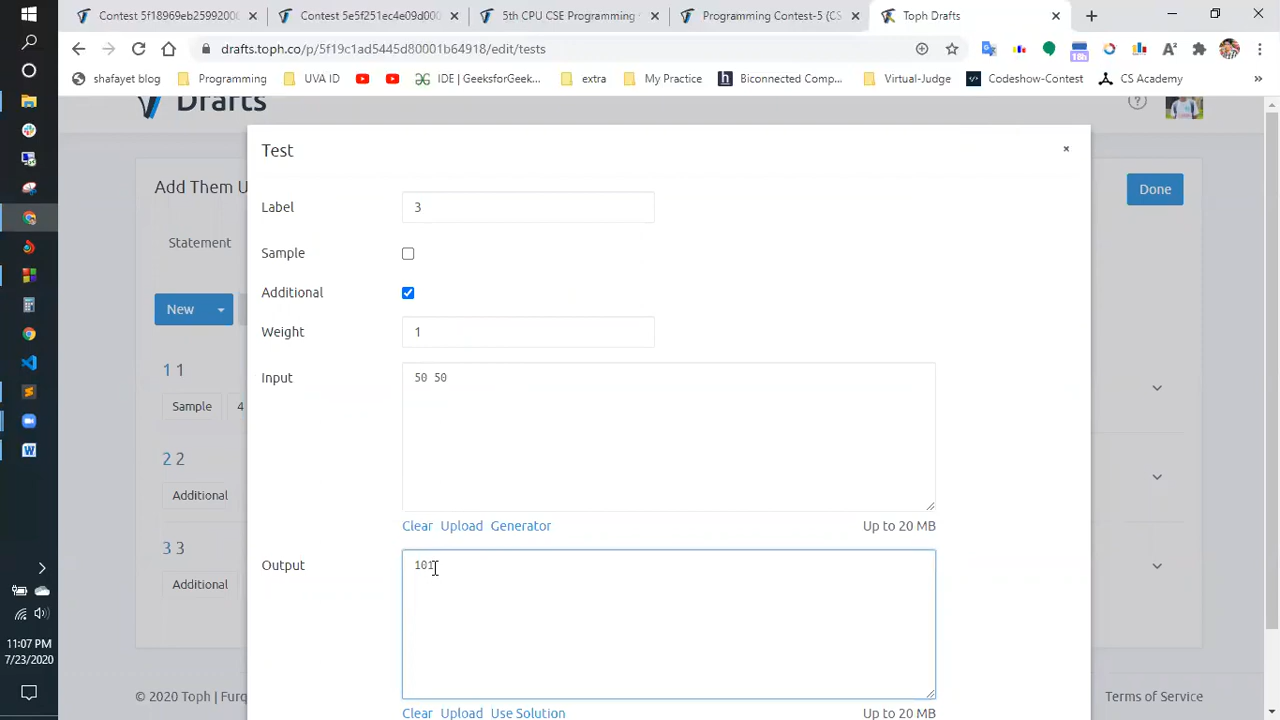 Contest 5f18969eb2599200
Contest 5e5f251ec4e09d000
5th CPU CSE Programming
Programming Contest-5 (CS
Toph Drafts
drafts.toph.co/p/5f19c1ad5445d80001b64918/edit/tests
18h
shafayet blog
Programming
UVA ID
IDE | GeeksforGeek...
extra
My Practice
Biconnected Comp...
Virtual-Judge
Codeshow-Contest
CS Academy
»
Drafts
Test
×
Add Them U
Label
3
Done
Statement
Sample
Additional
New
Weight
1
1 1
Input
50 50
Sample
4
2 2
Additional
Clear Upload Generator
Up to 20 MB
3 3
Output
101
Additional
11:07 PM
7/23/2020
© 2020 Toph | Furq
Terms of Service
Clear Upload Use Solution
Up to 20 MB